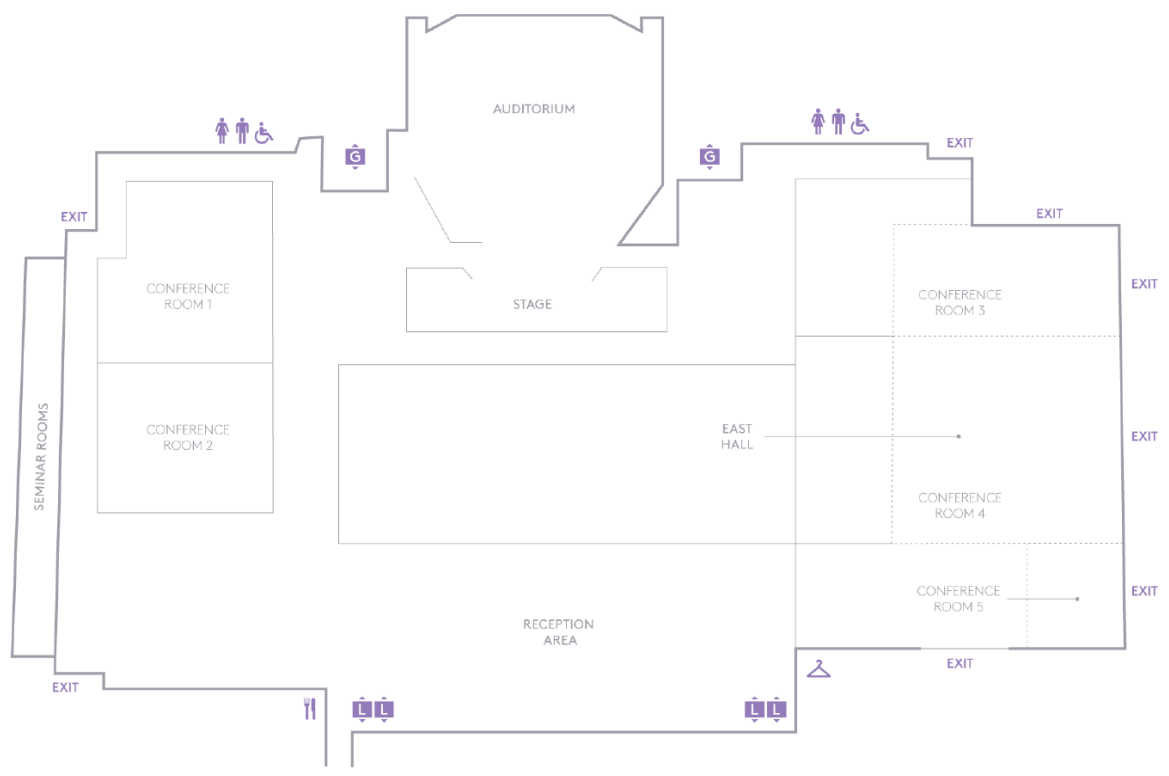 AUDITORIUM
EXIT
G
G
EXIT
EXIT
EXIT
CONFERENCE
ROOM 1
STAGE
CONFERENCE
ROOM 3
SEMINAR ROOMS
CONFERENCE
ROOM 2
EAST
HALL
EXIT
CONFERENCE
ROOM 4
CONFERENCE
ROOM 5
EXIT
RECEPTION
AREA
EXIT
EXIT
L L
L L